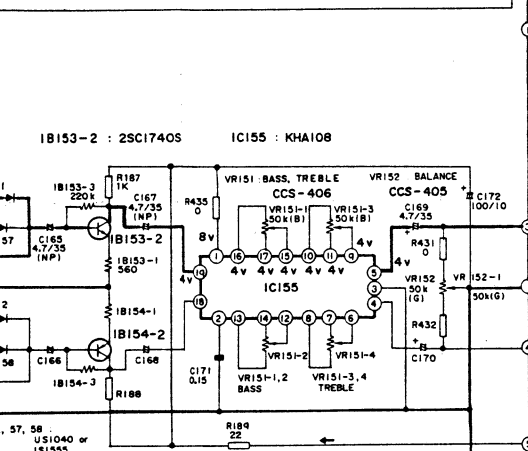 IB153-2 : 2SC1740S IC155 : KHA108
R187
1K
IB153-3
220k
C167
4.7/35
(NP)
R435
0
VR151 : BASS, TREBLE
CCS-406
VR152 BALANCE
CCS-405
VR151-1
50k(B)
VR151-3
50k(B)
C169
4.7/35
C172
100/10
57
C165
4.7/35
(NP)
IB153-2
IB153-1
560
8V
R431
0
1 16 17 15 10 11 9
4V 4V 4V 4V 4V 4V 4V
4V
19
IC155
5
3
4
18
VR152
50k
(G)
VR152-1
50k(G)
IB154-1
IB154-2
2 13 14 12 8 7 6
R432
58
C166
C168
IB154-3
R188
C171
0.15
VR151-2
VR151-4
C170
VR151-1,2
BASS
VR151-3,4
TREBLE
, 57, 58 :
US1040 or
1S1555
R189
22